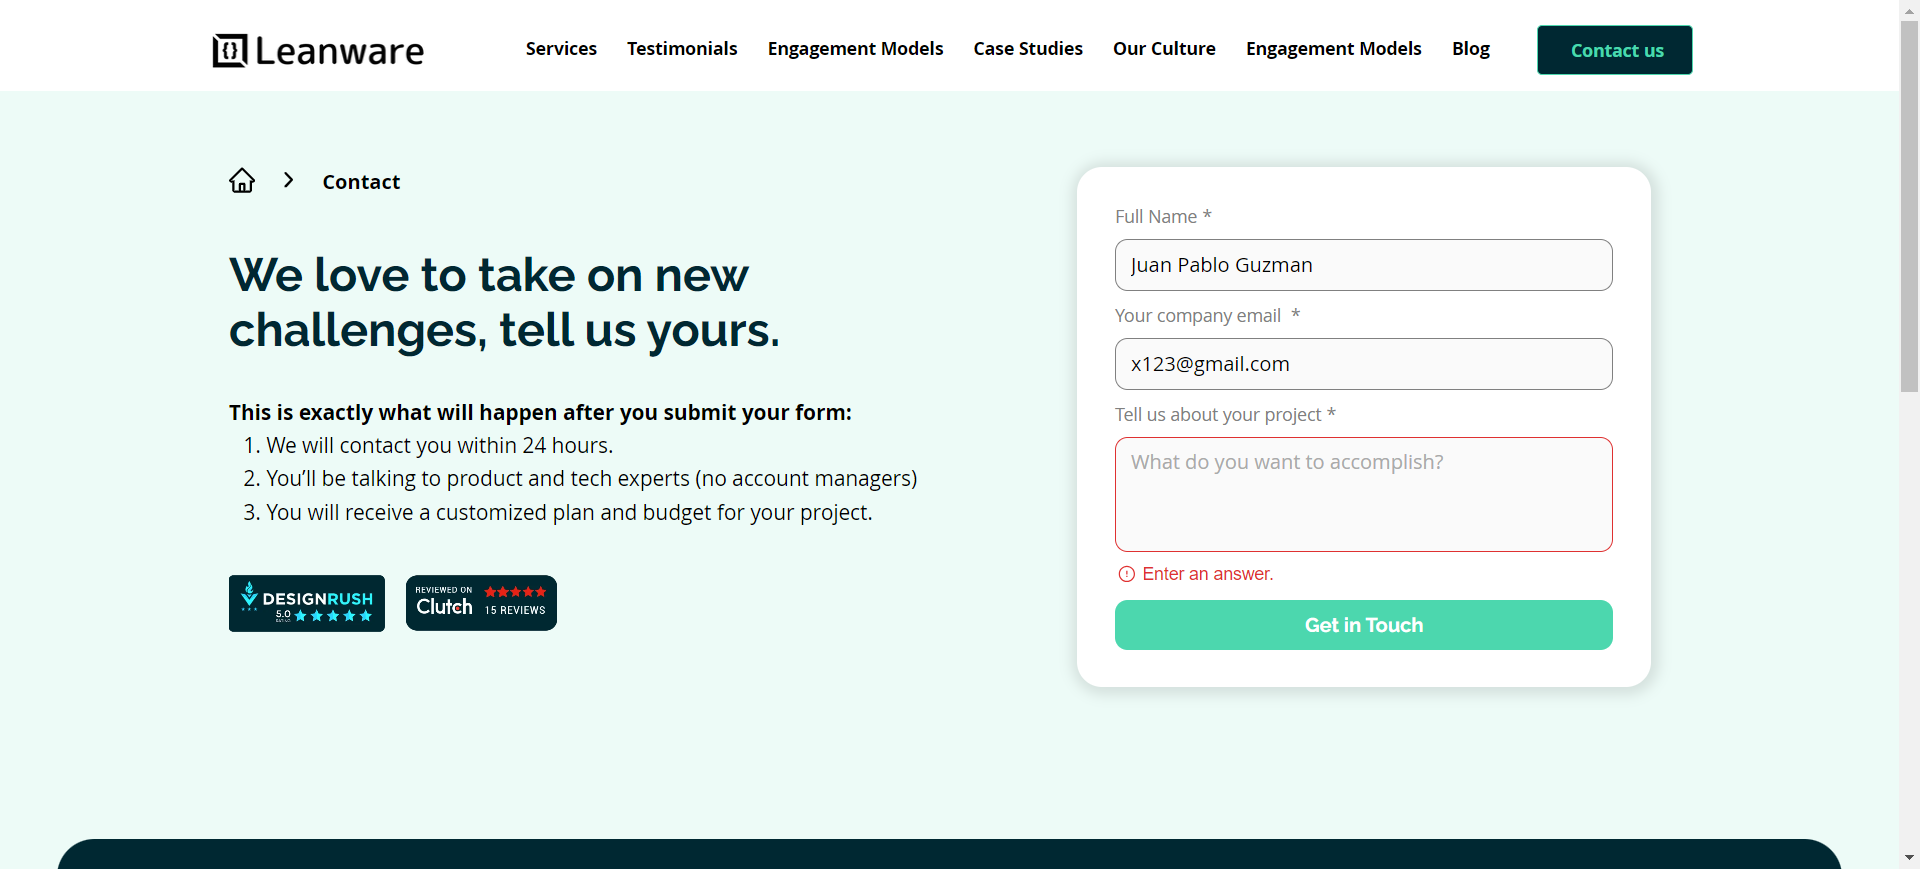 Leanware
Services Testimonials Engagement Models Case Studies Our Culture Engagement Models Blog Contact us
Contact
We love to take on new
challenges, tell us yours.
This is exactly what will happen after you submit your form:
1. We will contact you within 24 hours.
2. You’ll be talking to product and tech experts (no account managers)
3. You will receive a customized plan and budget for your project.
DESIGNRUSH
5.0
RATING
REVIEWED ON
Clutch
15 REVIEWS
Full Name *
Juan Pablo Guzman
Your company email *
x123@gmail.com
Tell us about your project *
What do you want to accomplish?
Enter an answer.
Get in Touch